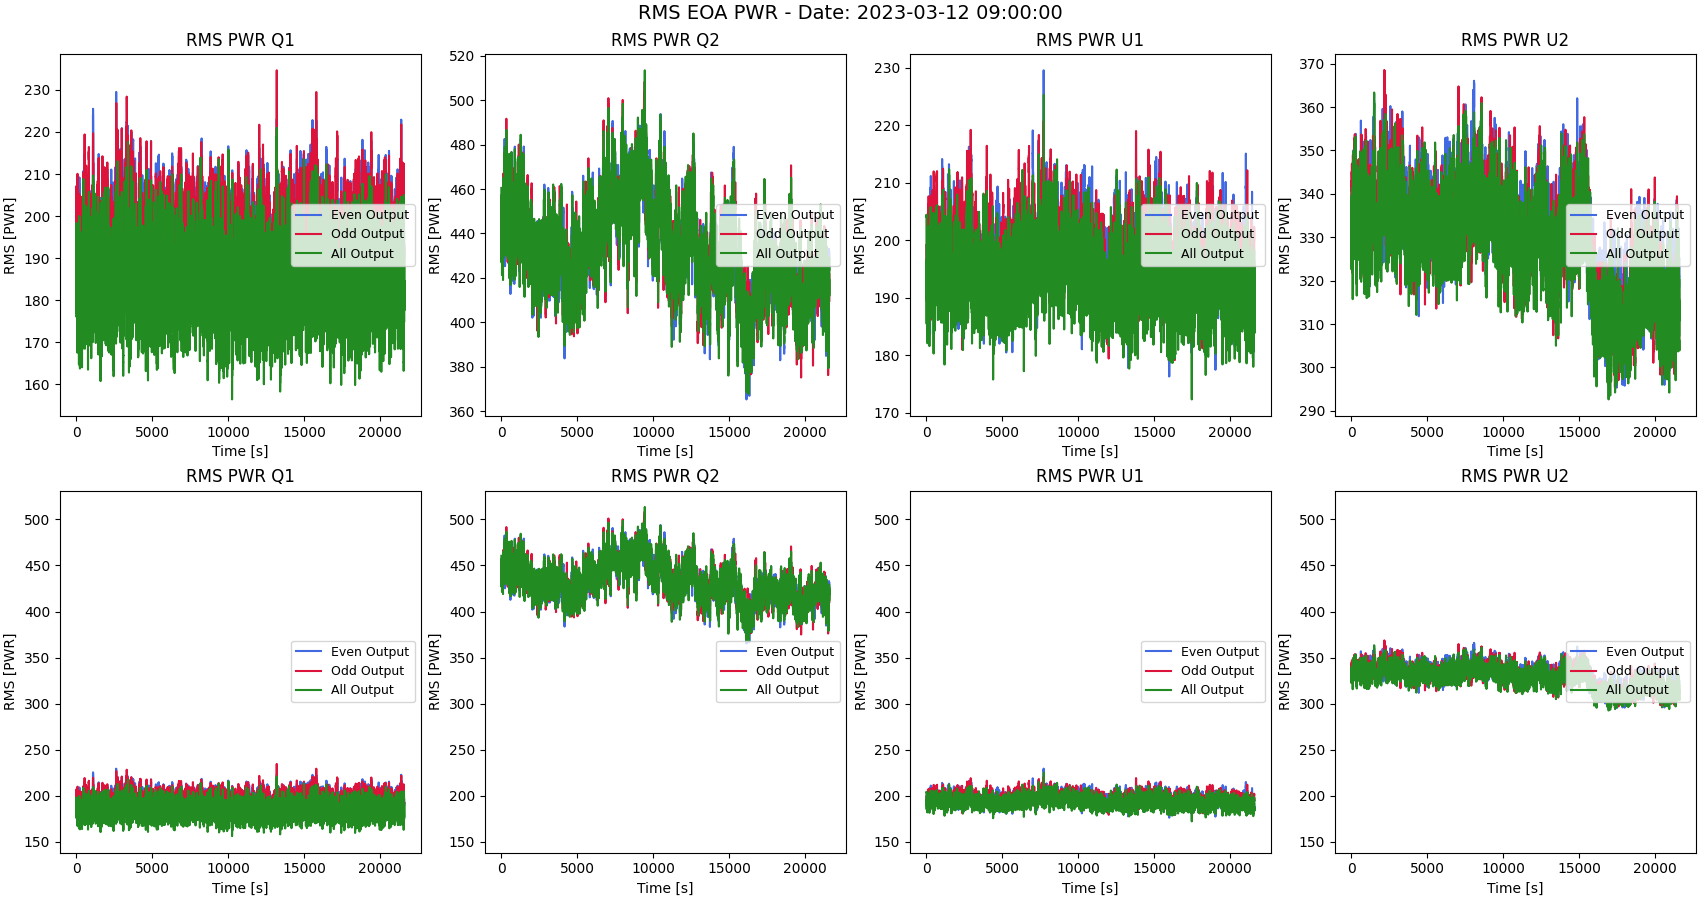 RMS EOA PWR - Date: 2023-03-12 09:00:00
RMS PWR Q1
RMS [PWR]
230
220
210
200
190
180
170
160
0 5000 10000 15000 20000
Time [s]
Even Output
Odd Output
All Output
RMS PWR Q2
RMS [PWR]
520
500
480
460
440
420
400
380
360
0 5000 10000 15000 20000
Time [s]
Even Output
Odd Output
All Output
RMS PWR U1
RMS [PWR]
230
220
210
200
190
180
170
0 5000 10000 15000 20000
Time [s]
Even Output
Odd Output
All Output
RMS PWR U2
RMS [PWR]
370
360
350
340
330
320
310
300
290
0 5000 10000 15000 20000
Time [s]
Even Output
Odd Output
All Output
RMS PWR Q1
RMS [PWR]
500
450
400
350
300
250
200
150
0 5000 10000 15000 20000
Time [s]
Even Output
Odd Output
All Output
RMS PWR Q2
RMS [PWR]
500
450
400
350
300
250
200
150
0 5000 10000 15000 20000
Time [s]
Even Output
Odd Output
All Output
RMS PWR U1
RMS [PWR]
500
450
400
350
300
250
200
150
0 5000 10000 15000 20000
Time [s]
Even Output
Odd Output
All Output
RMS PWR U2
RMS [PWR]
500
450
400
350
300
250
200
150
0 5000 10000 15000 20000
Time [s]
Even Output
Odd Output
All Output